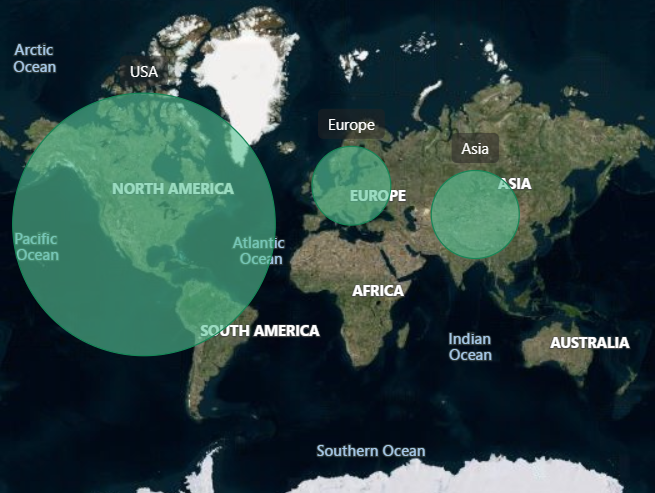 Arctic
Ocean
USA
Europe
Asia
NORTH AMERICA
EUROPE
ASIA
Pacific
Ocean
Atlantic
Ocean
AFRICA
SOUTH AMERICA
Indian
Ocean
AUSTRALIA
Southern Ocean